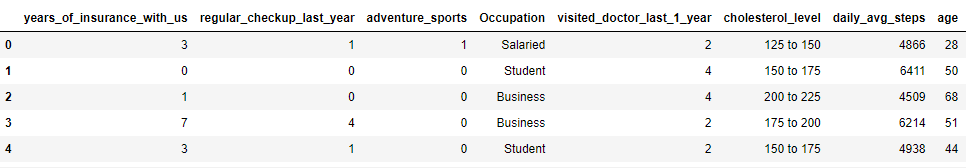 years_of_insurance_with_us regular_checkup_last_year adventure_sports Occupation visited_doctor_last_1_year cholesterol_level daily_avg_steps age
0 3 1 1 Salaried 2 125 to 150 4866 28
1 0 0 0 Student 4 150 to 175 6411 50
2 1 0 0 Business 4 200 to 225 4509 68
3 7 4 0 Business 2 175 to 200 6214 51
4 3 1 0 Student 2 150 to 175 4938 44